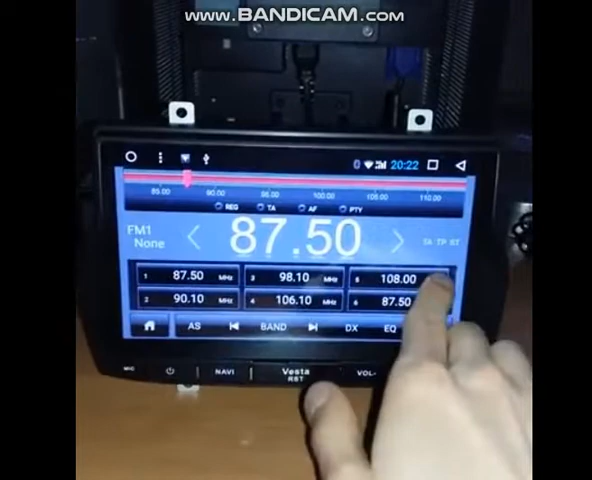 www.BANDICAM.com
20:22
85.00 90.00 95.00 100.00 105.00 110.00
REG TA AF PTY
FM1
None
87.50
TA TP ST
1 87.50 MHz 3 98.10 MHz 5 108.00
2 90.10 MHz 4 106.10 MHz 6 87.50
AS BAND DX EQ
MIC NAVI Vesta VOL-
RST